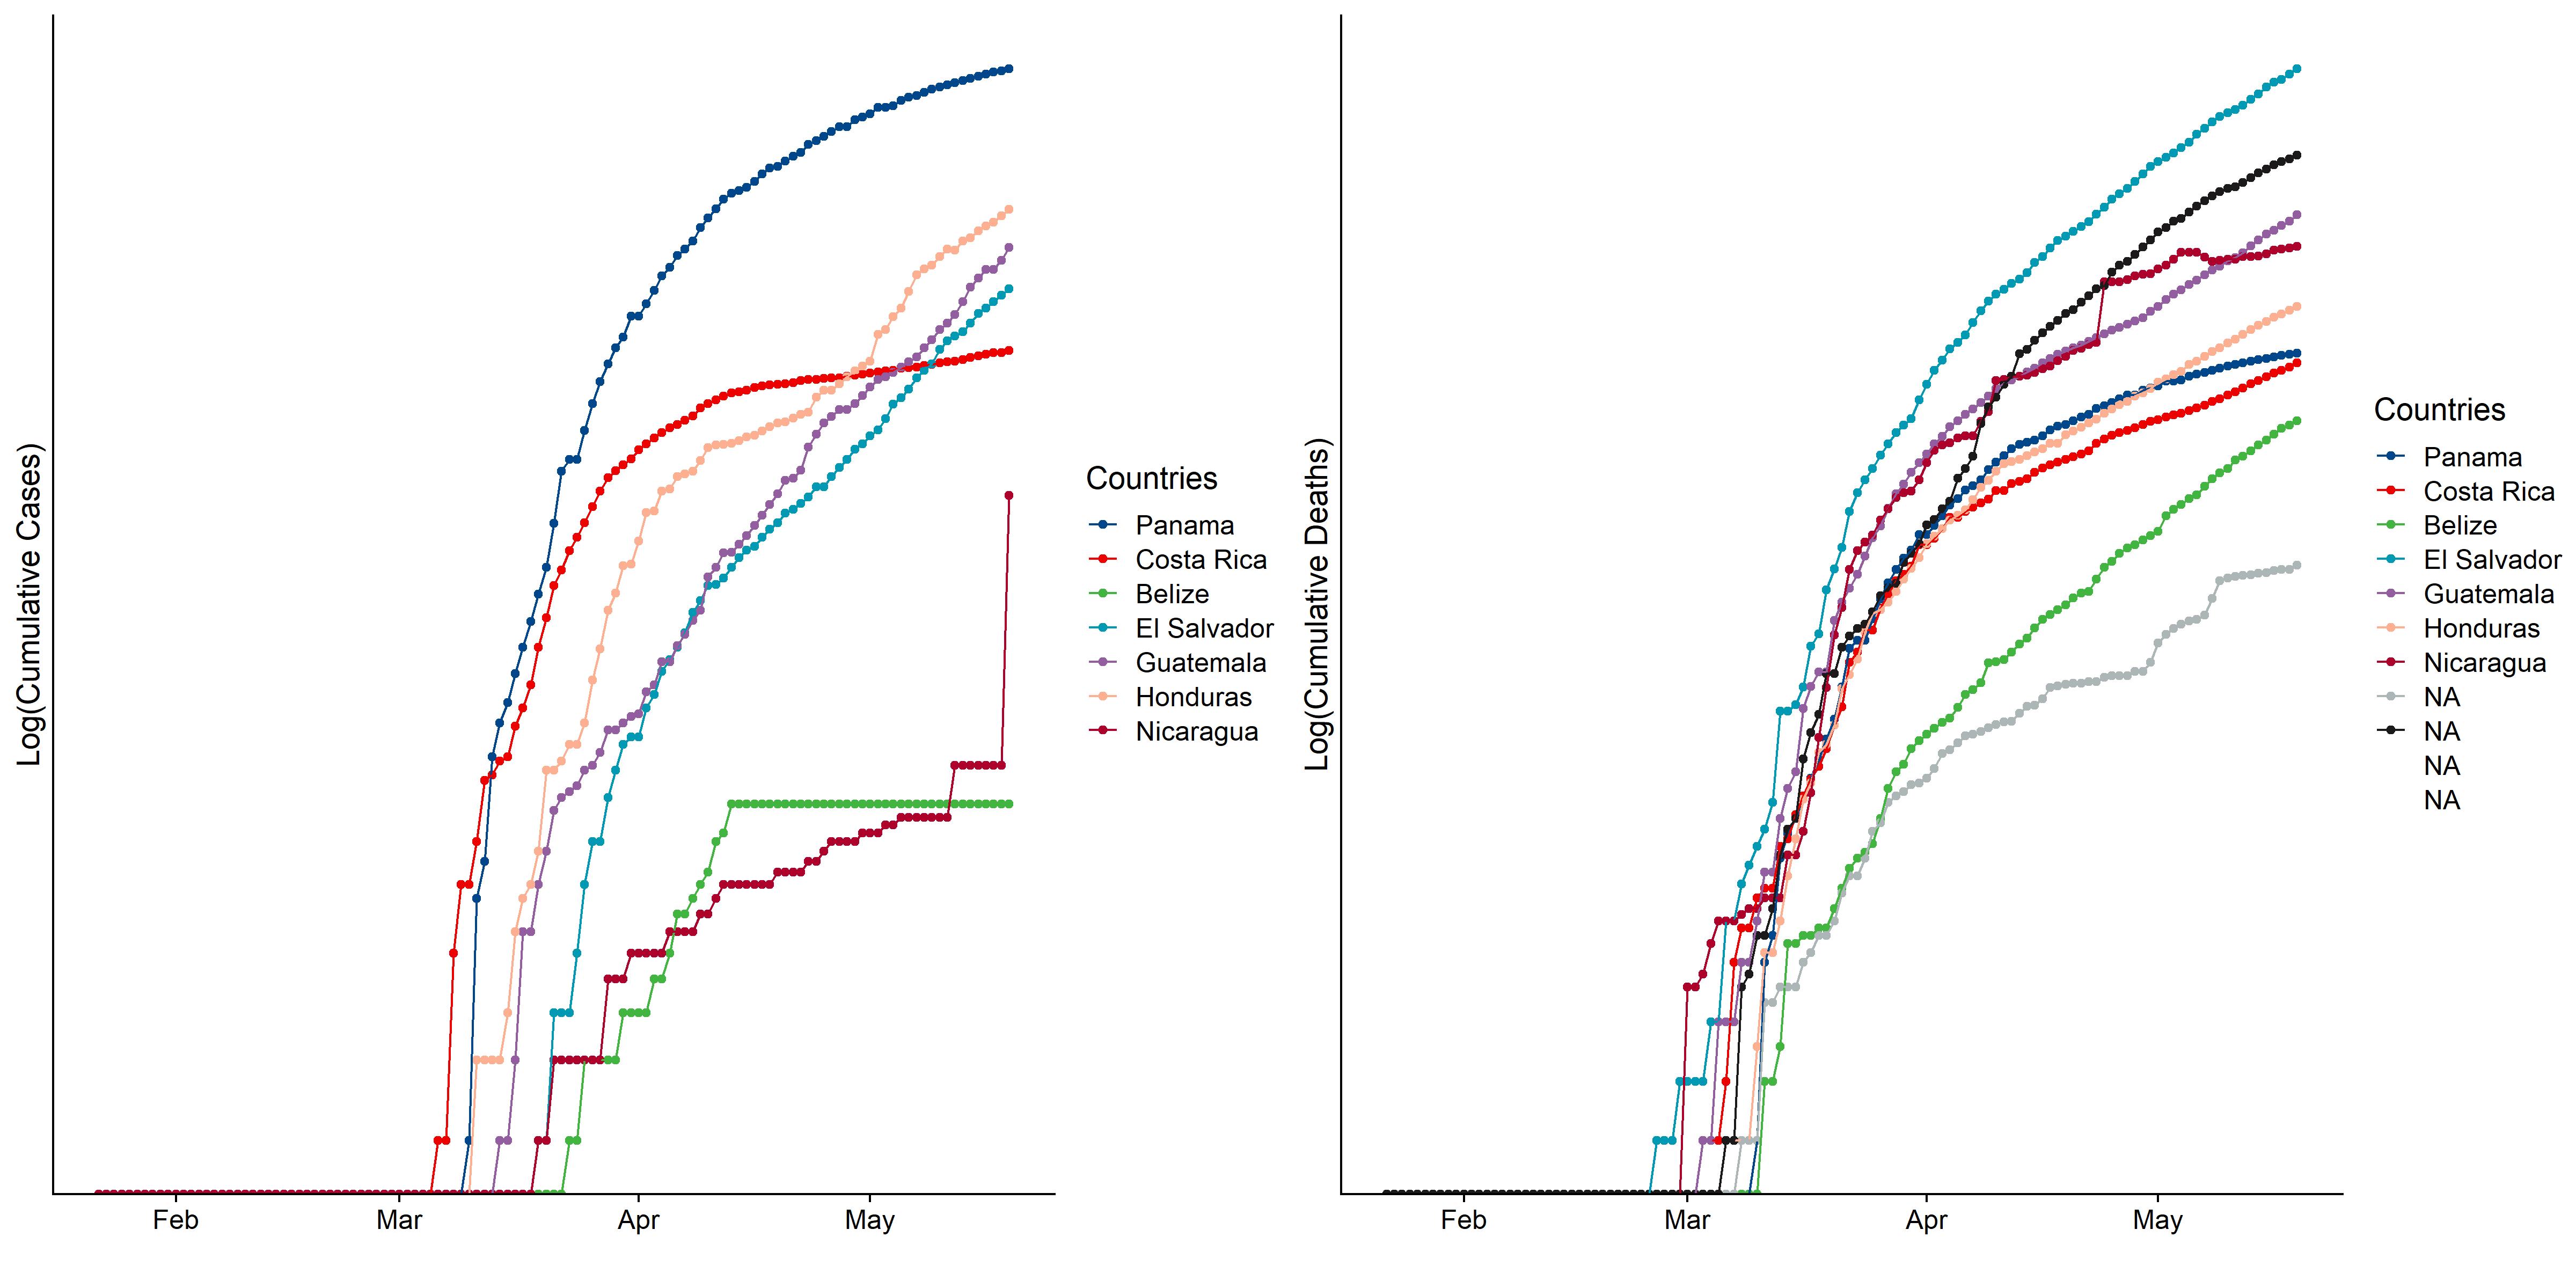 Log(Cumulative Cases)
Feb
Mar
Apr
May
Countries
Panama
Costa Rica
Belize
El Salvador
Guatemala
Honduras
Nicaragua
Log(Cumulative Deaths)
Feb
Mar
Apr
May
Countries
Panama
Costa Rica
Belize
El Salvador
Guatemala
Honduras
Nicaragua
NA
NA
NA
NA